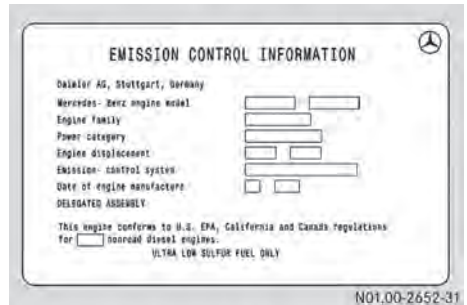 EMISSION CONTROL INFORMATION
Daimler AG, Stuttgart, Germany
Mercedes- Benz engine model
Engine family
Power category
Engine displacement
Emission- control system
Date of engine manufacture
DELEGATED ASSEMBLY
This engine conforms to U.S. EPA, California and Canada regulations
for nonroad diesel engines.
ULTRA LOW SULFUR FUEL ONLY
N01.00-2652-31